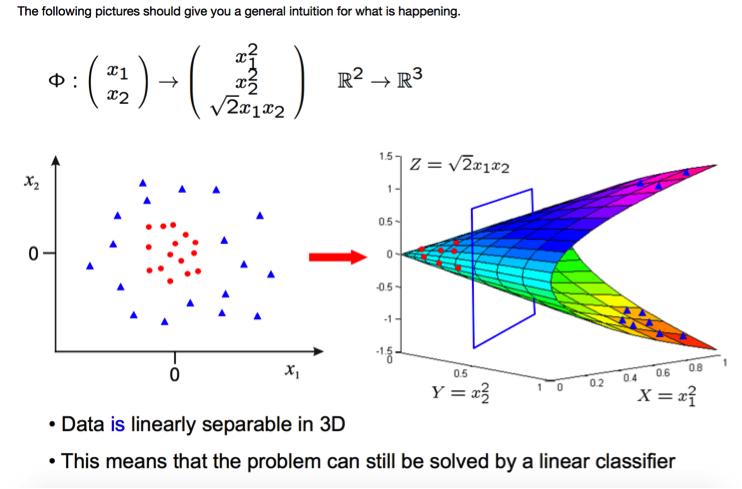 The following pictures should give you a general intuition for what is happening.
Φ : (x₁ x₂) → (x₁² x₂² √2x₁x₂) ℝ² → ℝ³
x₂
0
0
x₁
Z = √2x₁x₂
1.5
1
0.5
0
-0.5
-1
-1.5
0
0.5
1
Y = x₂²
0
0.2
0.4
0.6
0.8
1
X = x₁²
• Data is linearly separable in 3D
• This means that the problem can still be solved by a linear classifier